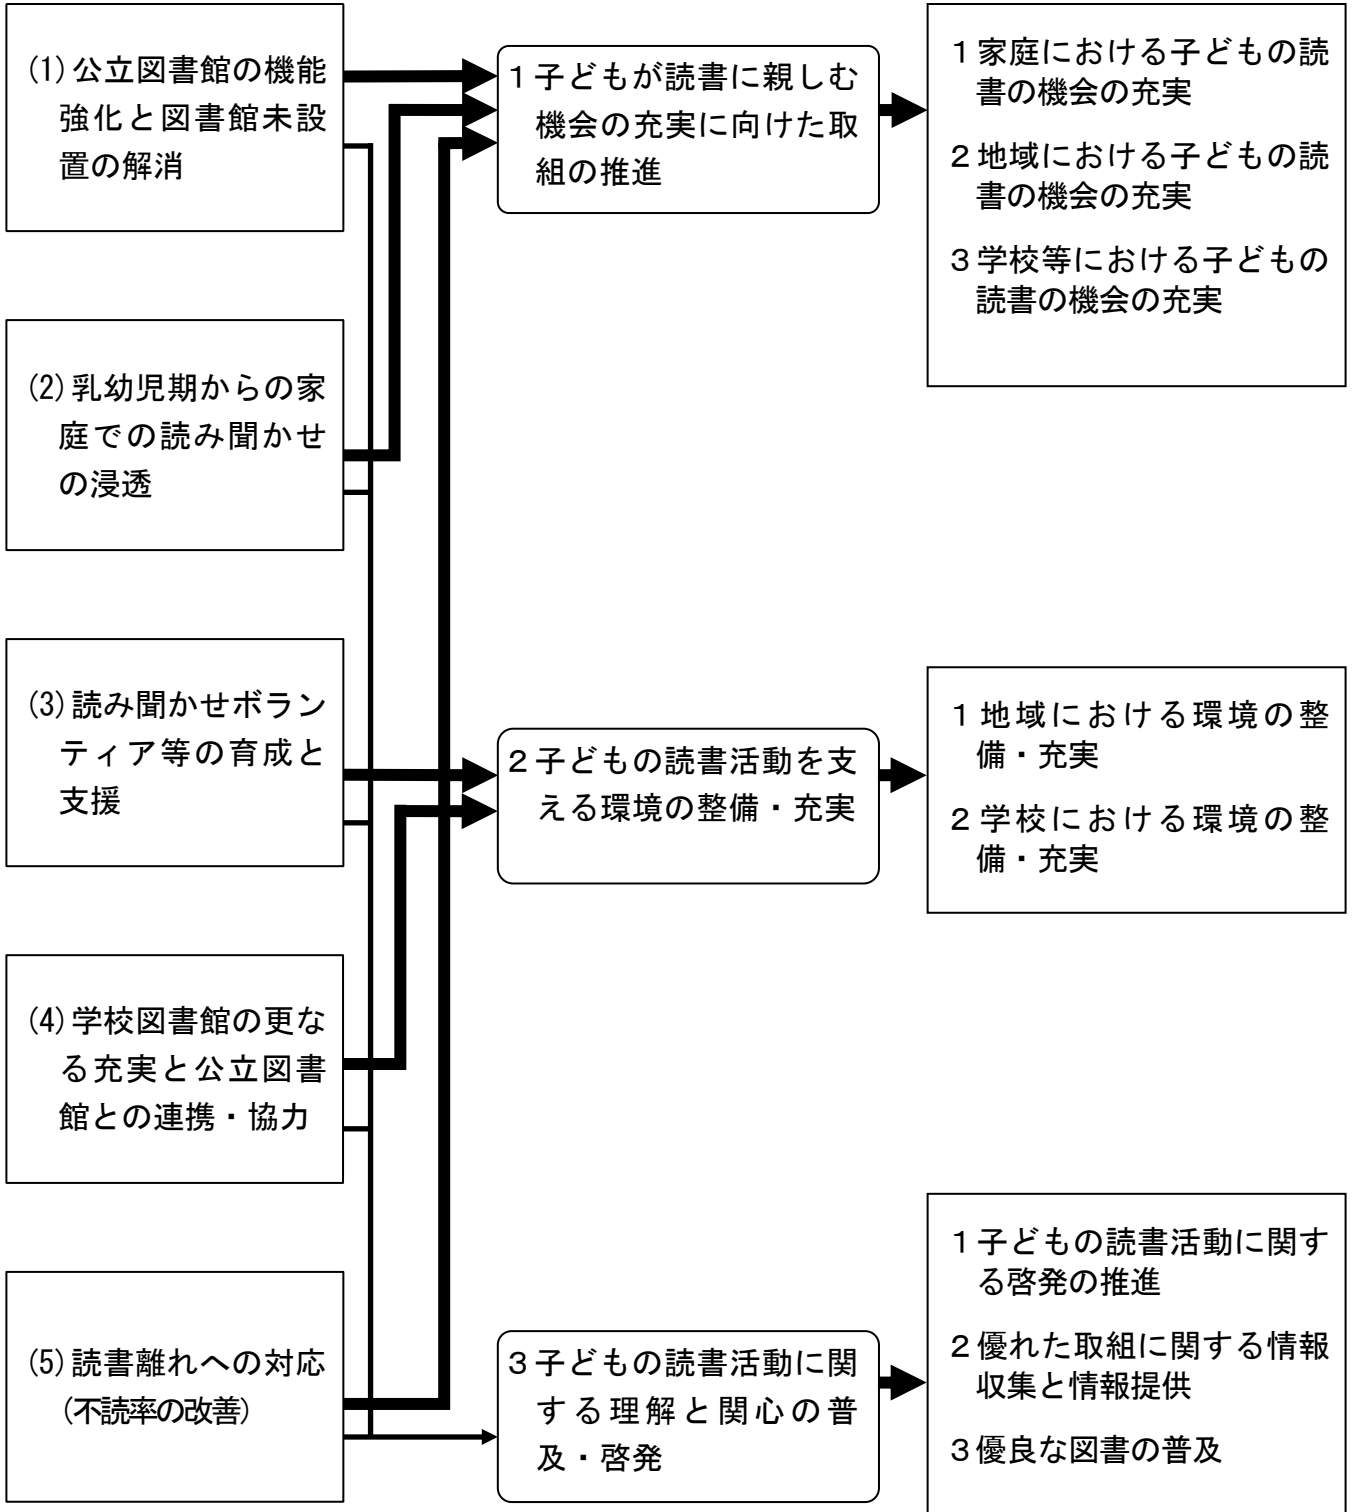 (1)公立図書館の機能
強化と図書館未設
置の解消
(2)乳幼児期からの家
庭での読み聞かせ
の浸透
(3)読み聞かせボラン
ティア等の育成と
支援
(4)学校図書館の更な
る充実と公立図書
館との連携・協力
(5)読書離れへの対応
(不読率の改善)
1子どもが読書に親しむ
機会の充実に向けた取
組の推進
2子どもの読書活動を支
える環境の整備・充実
3子どもの読書活動に関
する理解と関心の普
及・啓発
1家庭における子どもの読
書の機会の充実
2地域における子どもの読
書の機会の充実
3学校等における子どもの
読書の機会の充実
1地域における環境の整
備・充実
2学校における環境の整
備・充実
1子どもの読書活動に関す
る啓発の推進
2優れた取組に関する情報
収集と情報提供
3優良な図書の普及